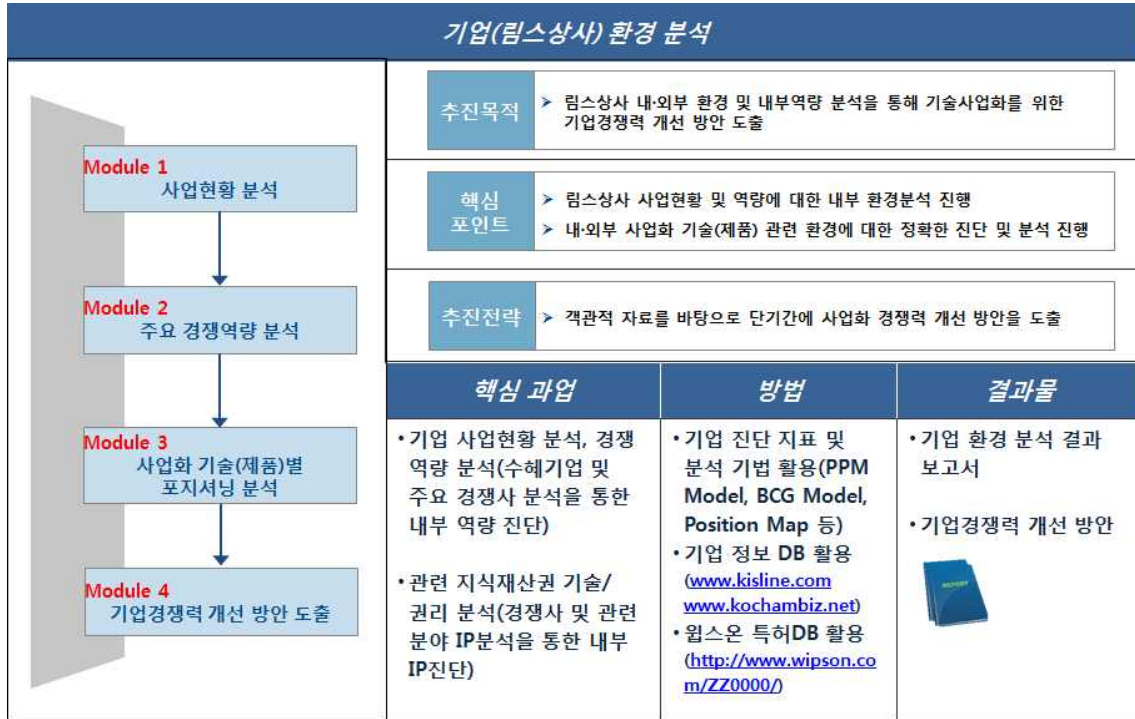 기업(림스상사) 환경 분석
Module 1
사업현황 분석
Module 2
주요 경쟁역량 분석
Module 3
사업화 기술(제품)별
포지셔닝 분석
Module 4
기업경쟁력 개선 방안 도출
추진목적
➢ 림스상사 내·외부 환경 및 내부역량 분석을 통해 기술사업화를 위한
기업경쟁력 개선 방안 도출
핵심
포인트
➢ 림스상사 사업현황 및 역량에 대한 내부 환경분석 진행
➢ 내·외부 사업화 기술(제품) 관련 환경에 대한 정확한 진단 및 분석 진행
추진전략
➢ 객관적 자료를 바탕으로 단기간에 사업화 경쟁력 개선 방안을 도출
핵심 과업
•기업 사업현황 분석, 경쟁
역량 분석(수혜기업 및
주요 경쟁사 분석을 통한
내부 역량 진단)
•관련 지식재산권 기술/
권리 분석(경쟁사 및 관련
분야 IP분석을 통한 내부
IP진단)
방법
•기업 진단 지표 및
분석 기법 활용(PPM
Model, BCG Model,
Position Map 등)
•기업 정보 DB 활용
(www.kisline.com
www.kochambiz.net)
•윕스온 특허DB 활용
(http://www.wipson.co
m/ZZ0000/)
결과물
•기업 환경 분석 결과
보고서
•기업경쟁력 개선 방안
REPORT